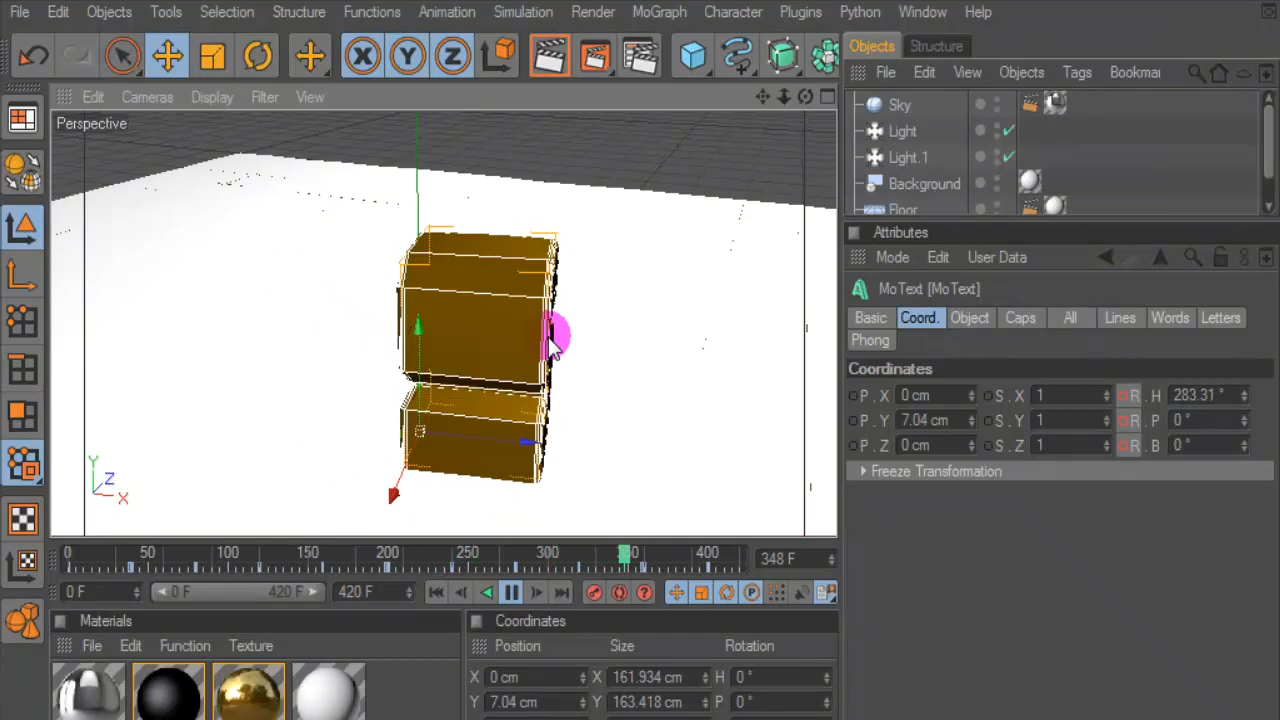 File Edit Objects Tools Selection Structure Functions Animation Simulation Render MoGraph Character Plugins Python Window Help
X Y Z
Objects Structure
Edit Cameras Display Filter View
File Edit View Objects Tags Bookmar
Perspective
Sky
Light
Light.1
Background
Floor
Attributes
Mode Edit User Data
MoText [MoText]
Basic Coord. Object Caps All Lines Words Letters
Phong
Coordinates
P . X 0 cm S . X 1 R . H 283.31 °
P . Y 7.04 cm S . Y 1 R . P 0 °
P . Z 0 cm S . Z 1 R . B 0 °
Freeze Transformation
Y
Z
X
0 50 100 150 200 250 300 400 348 F
0 F 0 F 420 F 420 F
Materials
File Edit Function Texture
Coordinates
Position Size Rotation
X 0 cm X 161.934 cm H 0 °
Y 7.04 cm Y 163.418 cm P 0 °